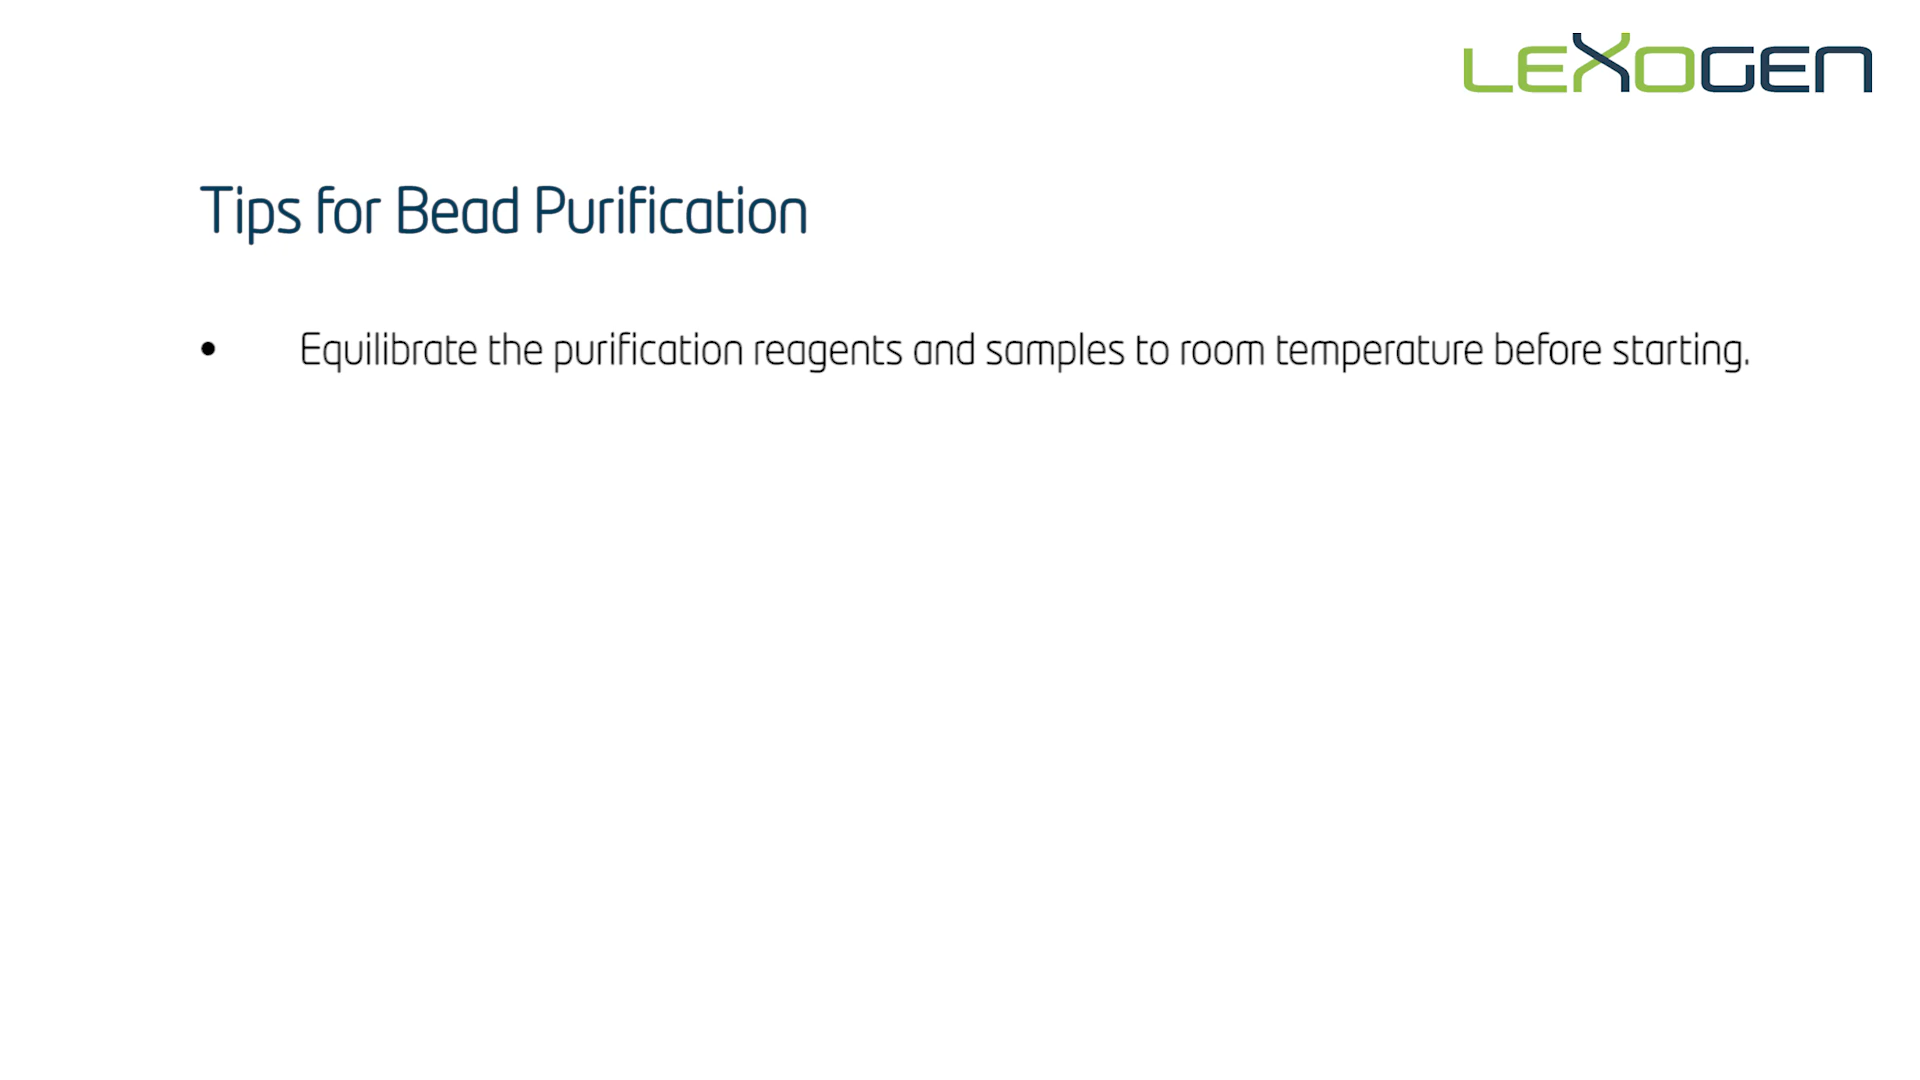 LEXOGEN
Tips for Bead Purification
• Equilibrate the purification reagents and samples to room temperature before starting.